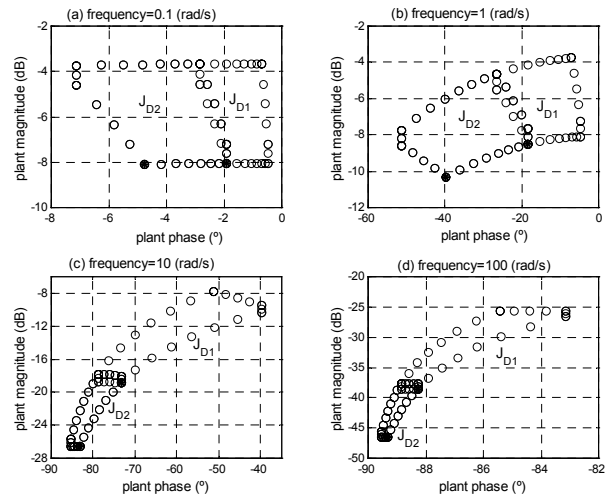 (a) frequency=0.1 (rad/s)
plant magnitude (dB)
-2
-4
-6
-8
-10
-8
-6
-4
-2
0
J_D2
J_D1
plant phase (º)
(b) frequency=1 (rad/s)
plant magnitude (dB)
-2
-4
-6
-8
-10
-12
-60
-40
-20
0
J_D2
J_D1
plant phase (º)
(c) frequency=10 (rad/s)
plant magnitude (dB)
-8
-12
-16
-20
-24
-28
-90
-80
-70
-60
-50
-40
J_D1
J_D2
plant phase (º)
(d) frequency=100 (rad/s)
plant magnitude (dB)
-20
-25
-30
-35
-40
-45
-50
-90
-88
-86
-84
-82
J_D1
J_D2
plant phase (º)